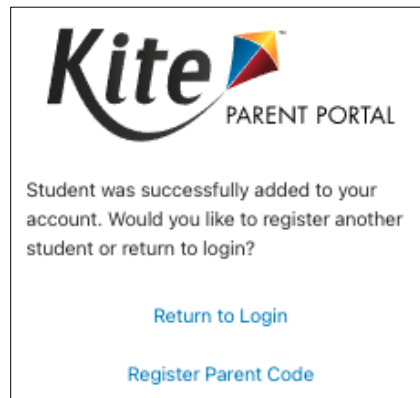 Kite™
PARENT PORTAL
Student was successfully added to your
account. Would you like to register another
student or return to login?
Return to Login
Register Parent Code